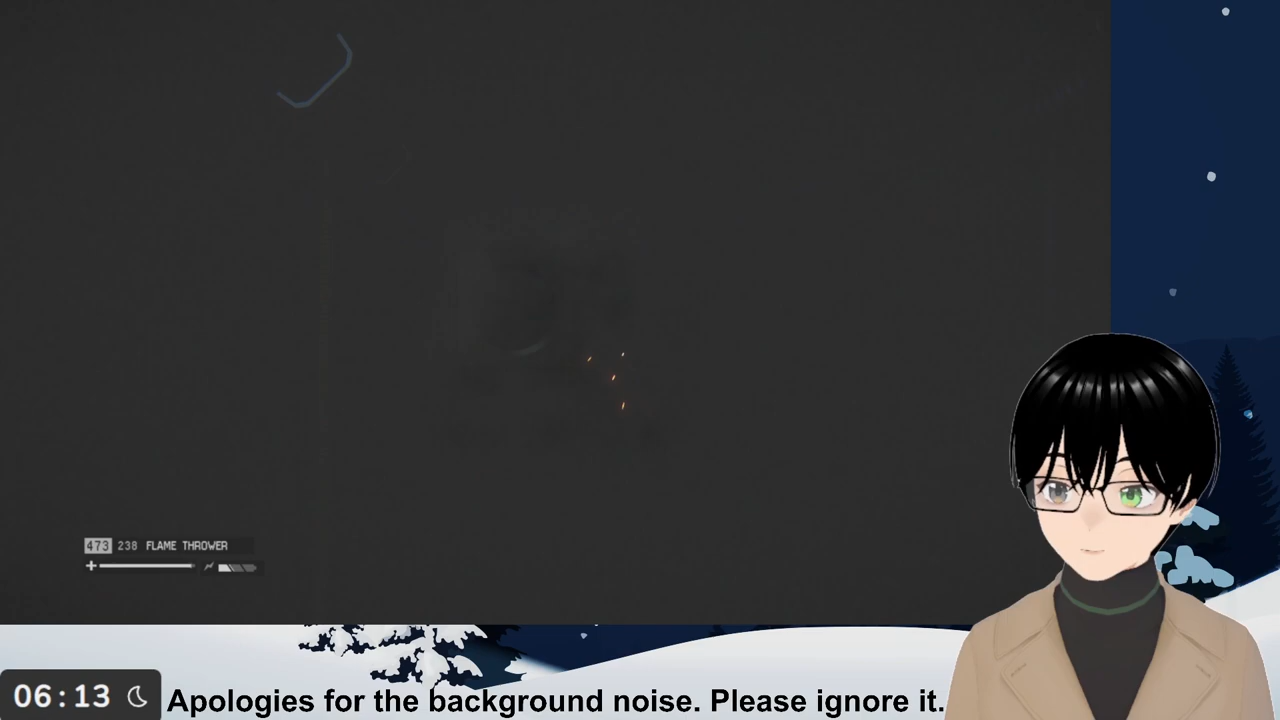 473 238 FLAME THROWER
06:13
Apologies for the background noise. Please ignore it.